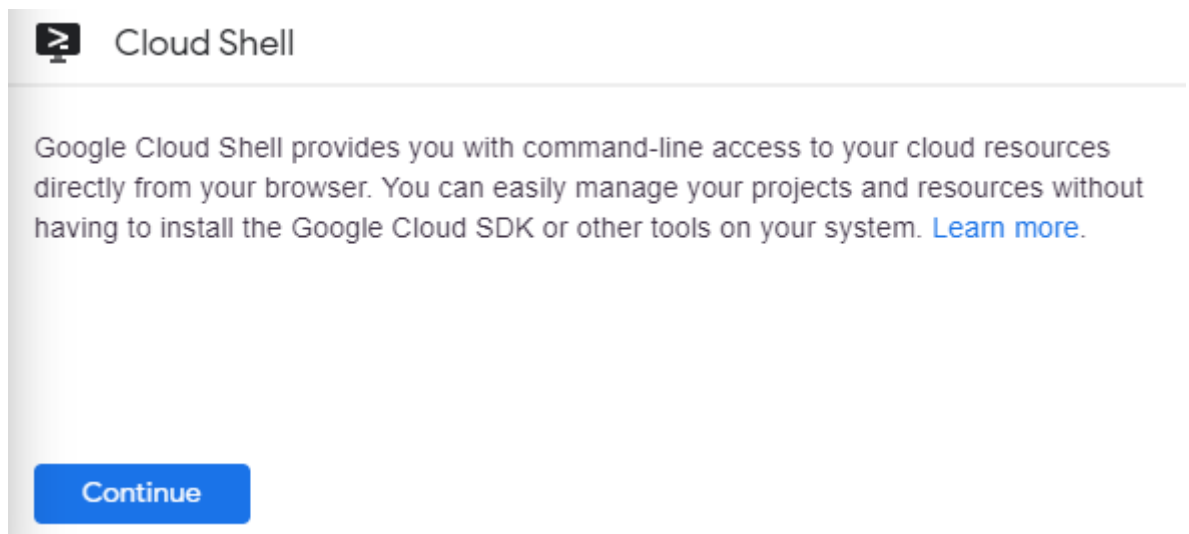 Cloud Shell
Google Cloud Shell provides you with command-line access to your cloud resources
directly from your browser. You can easily manage your projects and resources without
having to install the Google Cloud SDK or other tools on your system. Learn more.
Continue